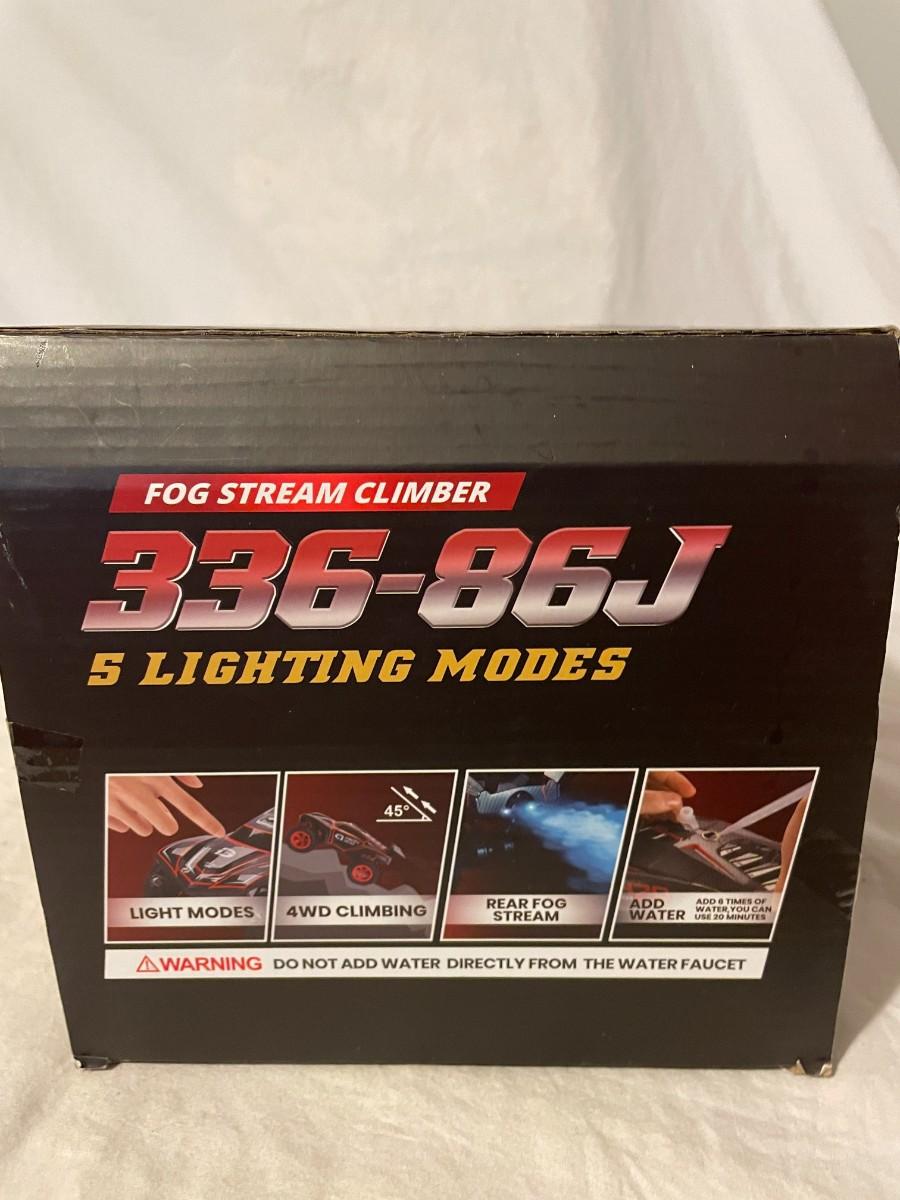 FOG STREAM CLIMBER
336-86J
5 LIGHTING MODES
45°
LIGHT MODES
4WD CLIMBING
REAR FOG
STREAM
ADD
WATER
ADD 6 TIMES OF
WATER,YOU CAN
USE 20 MINUTES
WARNING DO NOT ADD WATER DIRECTLY FROM THE WATER FAUCET